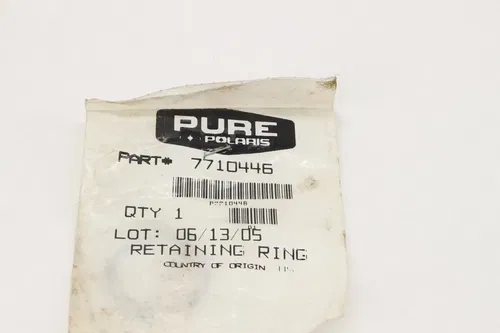 PURE
POLARIS
PART# 7710446
QTY 1
LOT: 06/13/05
RETAINING RING
COUNTRY OF ORIGIN